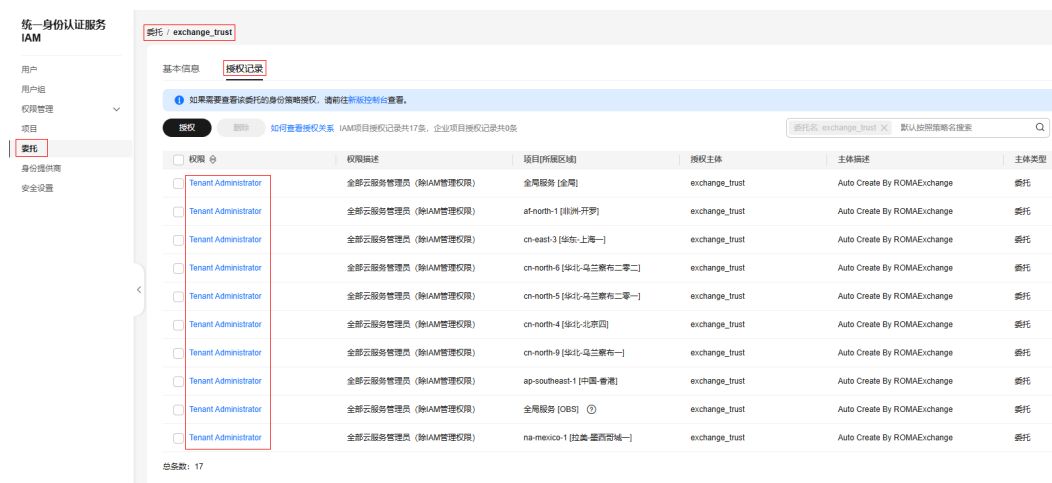 统一身份认证服务
IAM
用户
用户组
权限管理
项目
委托
身份提供商
安全设置
委托 / exchange_trust
基本信息 授权记录
如果需要查看该委托的身份策略授权，请前往新版控制台查看。
授权 删除 如何查看授权关系 IAM项目授权记录共17条，企业项目授权记录共0条 委托名: exchange_trust 默认按照策略名搜索
权限 权限描述 项目[所属区域] 授权主体 主体描述 主体类型
Tenant Administrator 全部云服务管理员（除IAM管理权限） 全局服务 [全局] exchange_trust Auto Create By ROMAExchange 委托
Tenant Administrator 全部云服务管理员（除IAM管理权限） af-north-1 [非洲-开罗] exchange_trust Auto Create By ROMAExchange 委托
Tenant Administrator 全部云服务管理员（除IAM管理权限） cn-east-3 [华东-上海一] exchange_trust Auto Create By ROMAExchange 委托
Tenant Administrator 全部云服务管理员（除IAM管理权限） cn-north-6 [华北-乌兰察布二零二] exchange_trust Auto Create By ROMAExchange 委托
Tenant Administrator 全部云服务管理员（除IAM管理权限） cn-north-5 [华北-乌兰察布二零一] exchange_trust Auto Create By ROMAExchange 委托
Tenant Administrator 全部云服务管理员（除IAM管理权限） cn-north-4 [华北-北京四] exchange_trust Auto Create By ROMAExchange 委托
Tenant Administrator 全部云服务管理员（除IAM管理权限） cn-north-9 [华北-乌兰察布一] exchange_trust Auto Create By ROMAExchange 委托
Tenant Administrator 全部云服务管理员（除IAM管理权限） ap-southeast-1 [中国-香港] exchange_trust Auto Create By ROMAExchange 委托
Tenant Administrator 全部云服务管理员（除IAM管理权限） 全局服务 [OBS] exchange_trust Auto Create By ROMAExchange 委托
Tenant Administrator 全部云服务管理员（除IAM管理权限） na-mexico-1 [拉美-墨西哥城一] exchange_trust Auto Create By ROMAExchange 委托
总条数：17